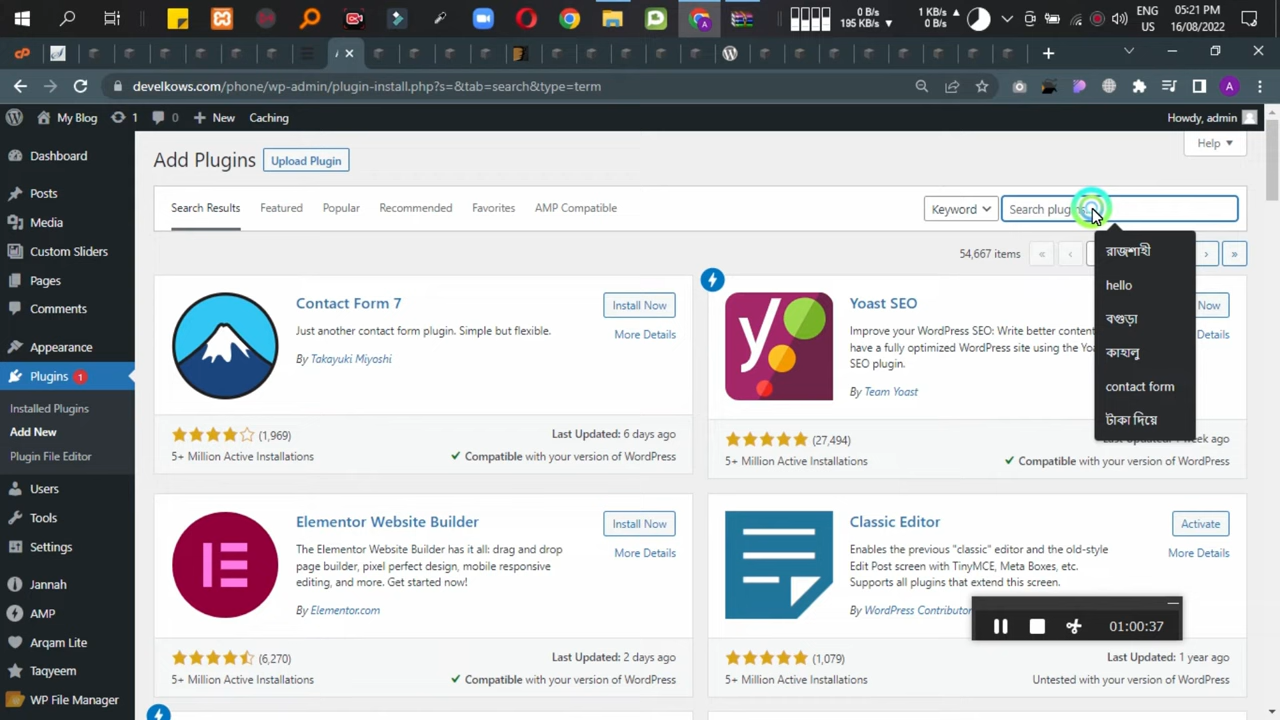 0 B/s
195 KB/s
1 KB/s
0 B/s
ENG
US
05:21 PM
16/08/2022
develkows.com/phone/wp-admin/plugin-install.php?s=&tab=search&type=term
My Blog
1
0
New
Caching
Howdy, admin
Dashboard
Posts
Media
Custom Sliders
Pages
Comments
Appearance
Plugins 1
Installed Plugins
Add New
Plugin File Editor
Users
Tools
Settings
Jannah
AMP
Arqam Lite
Taqyeem
WP File Manager
Add Plugins
Upload Plugin
Help
Search Results
Featured
Popular
Recommended
Favorites
AMP Compatible
Keyword
Search plugins
54,667 items
«
‹
›
»
রাজশাহী
hello
বগুড়া
কাহালু
contact form
টাকা দিয়ে
Contact Form 7
Install Now
Just another contact form plugin. Simple but flexible.
More Details
By Takayuki Miyoshi
(1,969)
Last Updated: 6 days ago
5+ Million Active Installations
Compatible with your version of WordPress
Yoast SEO
Now
Improve your WordPress SEO: Write better content
Details
have a fully optimized WordPress site using the Yoa
SEO plugin.
By Team Yoast
(27,494)
week ago
5+ Million Active Installations
Compatible with your version of WordPress
Elementor Website Builder
Install Now
The Elementor Website Builder has it all: drag and drop
More Details
page builder, pixel perfect design, mobile responsive
editing, and more. Get started now!
By Elementor.com
(6,270)
Last Updated: 2 days ago
5+ Million Active Installations
Compatible with your version of WordPress
Classic Editor
Activate
Enables the previous "classic" editor and the old-style
More Details
Edit Post screen with TinyMCE, Meta Boxes, etc.
Supports all plugins that extend this screen.
By WordPress Contributo
01:00:37
(1,079)
Last Updated: 1 year ago
5+ Million Active Installations
Untested with your version of WordPress